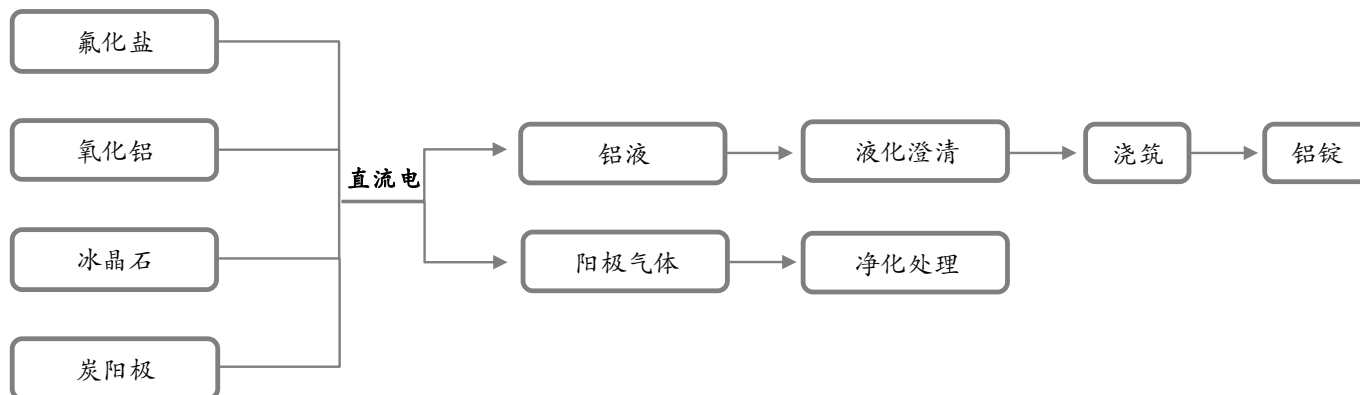 氟化盐
氧化铝
冰晶石
炭阳极
直流电
铝液
液化澄清
浇筑
铝锭
阳极气体
净化处理